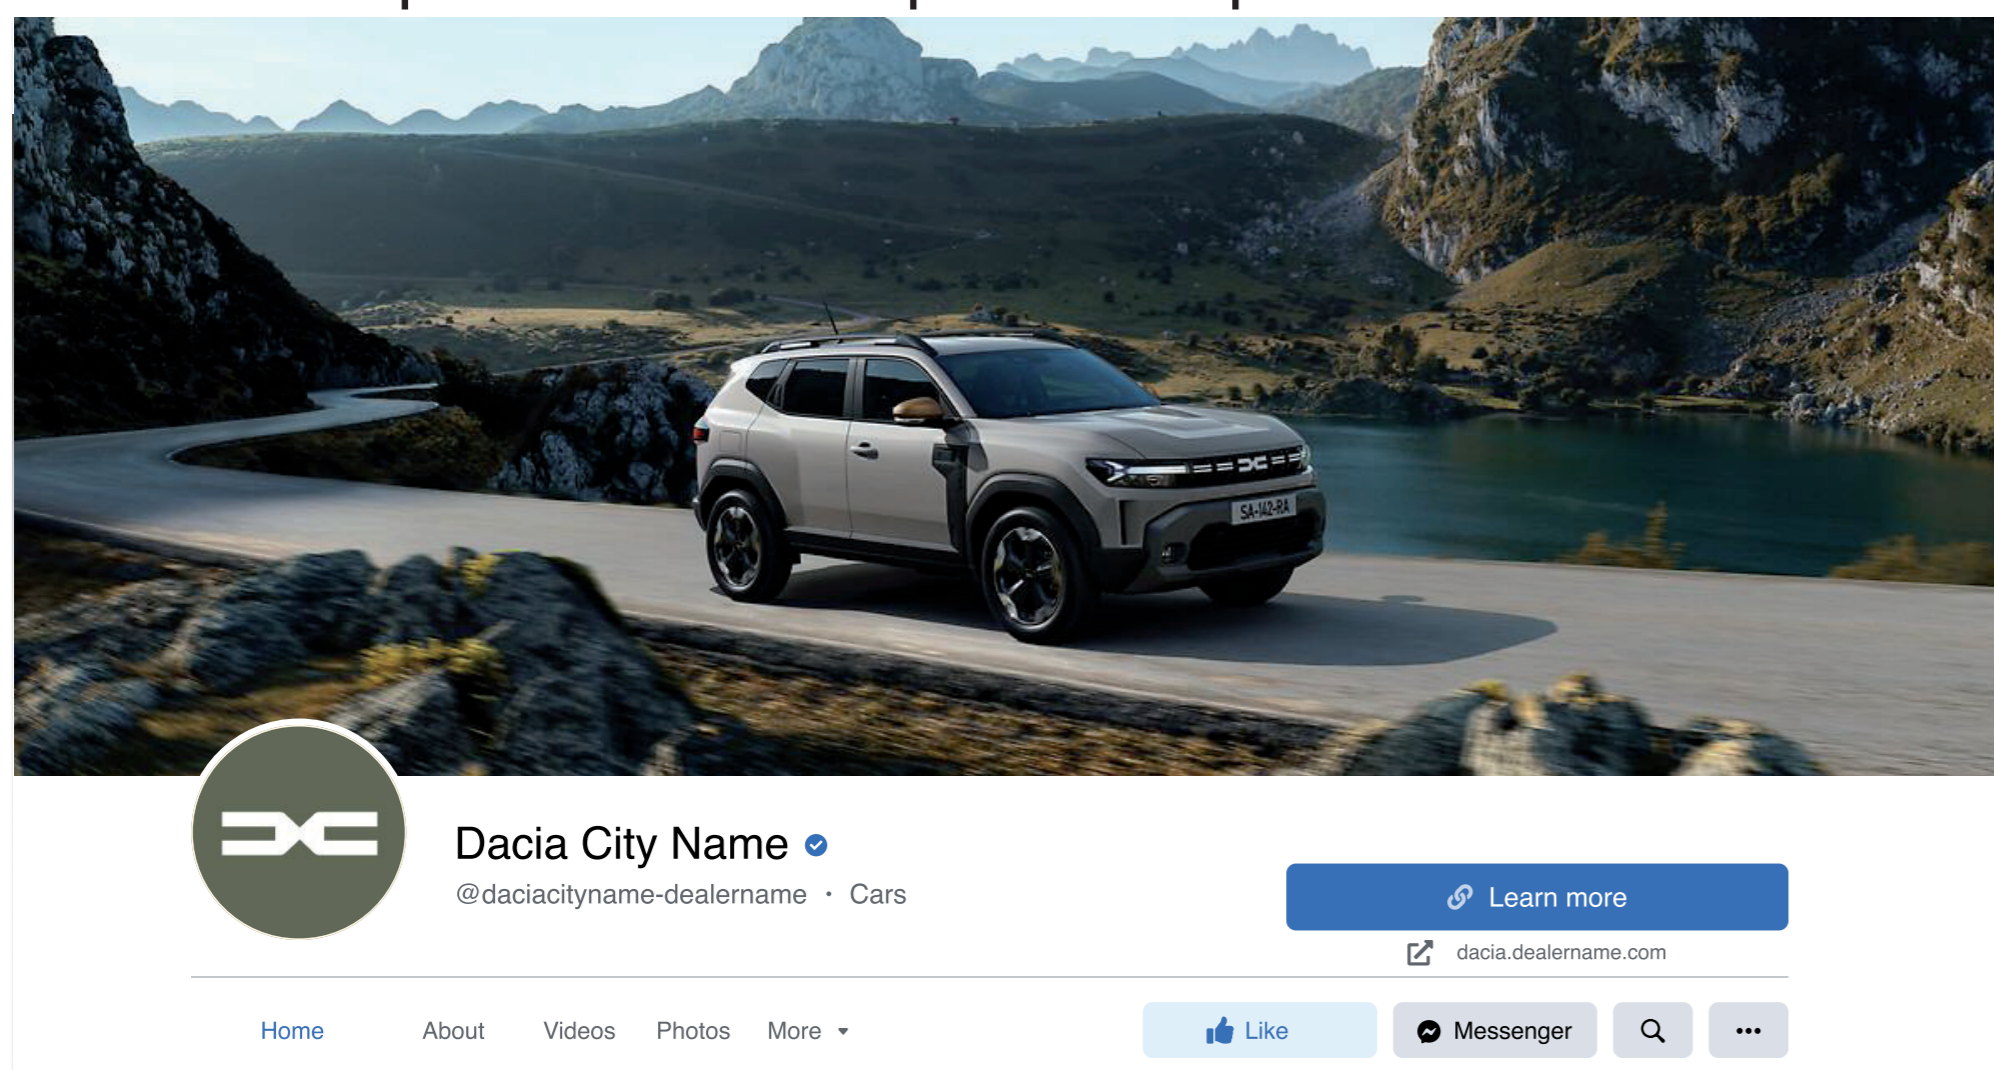 SA-142-RA
Dacia City Name
@daciacityname-dealername · Cars
Learn more
dacia.dealername.com
Home About Videos Photos More
Like Messenger